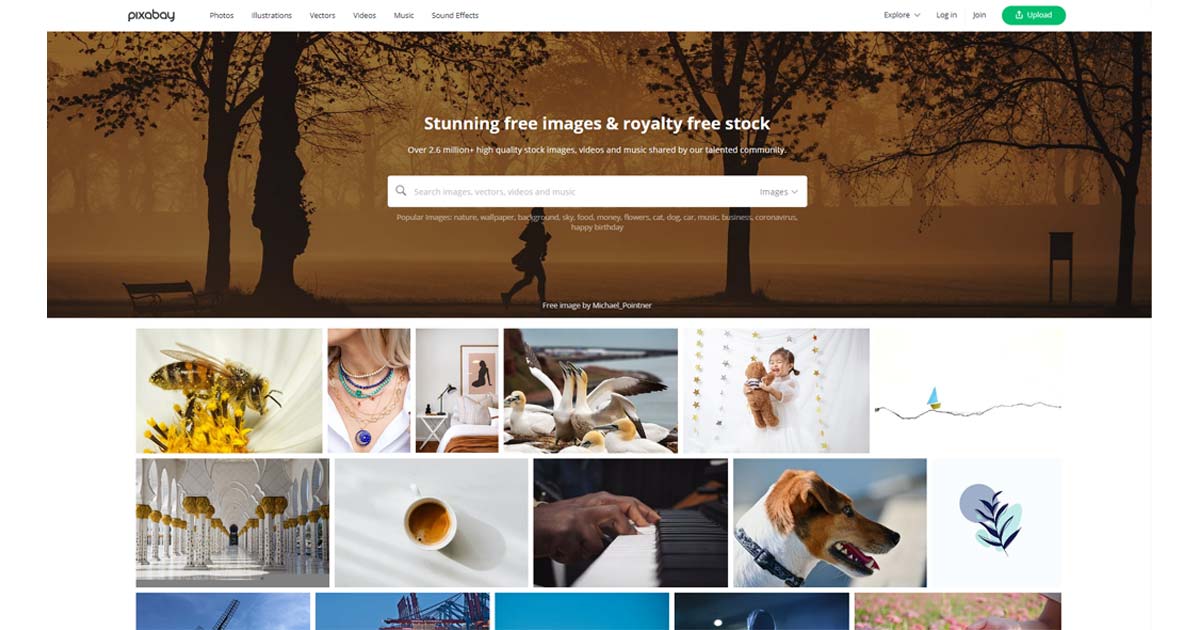 pixabay
Photos Illustrations Vectors Videos Music Sound Effects
Explore Log in Join Upload
Stunning free images & royalty free stock
Over 2.6 million+ high quality stock images, videos and music shared by our talented community.
Search images, vectors, videos and music Images
Popular Images: nature, wallpaper, background, sky, food, money, flowers, cat, dog, car, music, business, coronavirus,
happy birthday
Free image by Michael_Pointner